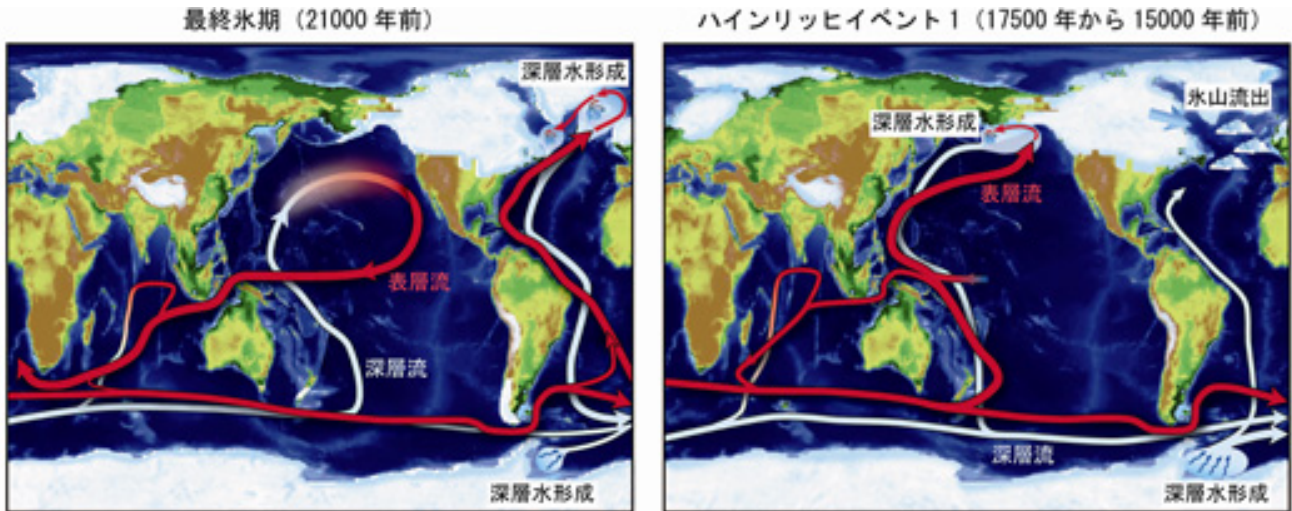 最終氷期（21000 年前）
深層水形成
表層流
深層流
深層水形成
ハインリッヒイベント 1（17500 年から 15000 年前）
氷山流出
深層水形成
表層流
深層流
深層水形成